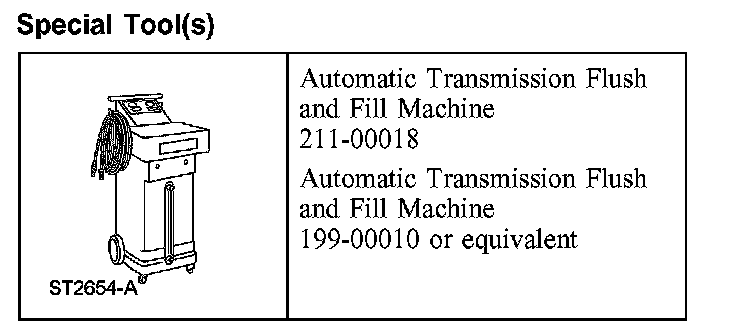 Special Tool(s)
ST2654-A
Automatic Transmission Flush
and Fill Machine
211-00018
Automatic Transmission Flush
and Fill Machine
199-00010 or equivalent